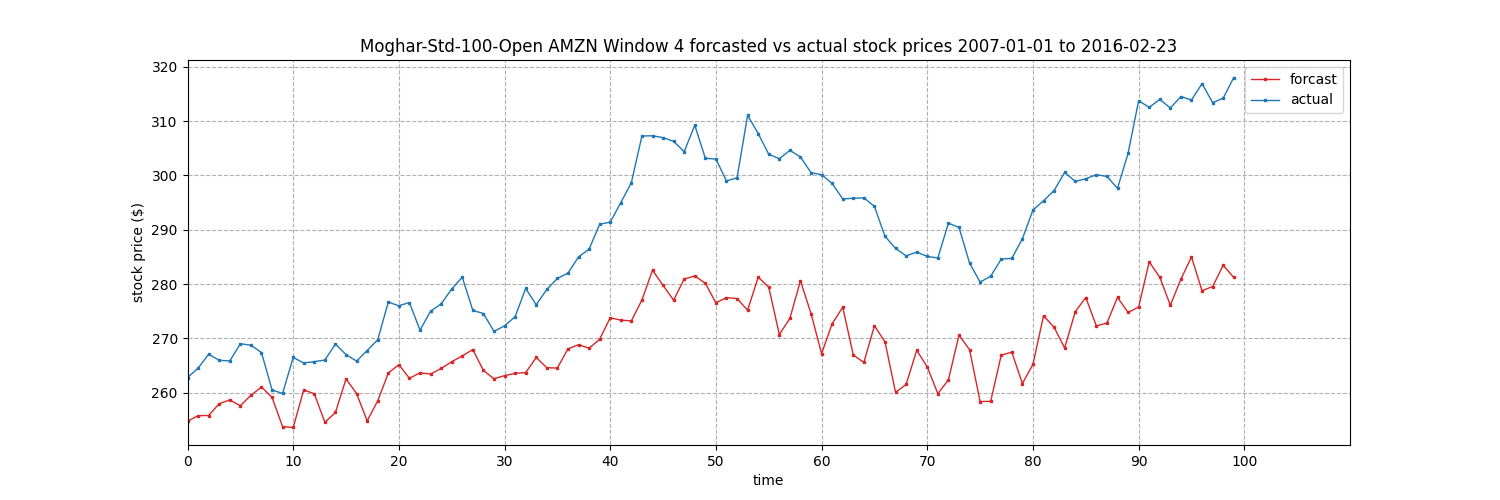 Moghar-Std-100-Open AMZN Window 4 forcasted vs actual stock prices 2007-01-01 to 2016-02-23
320
310
300
290
280
270
260
stock price ($)
forcast
actual
0 10 20 30 40 50 60 70 80 90 100
time